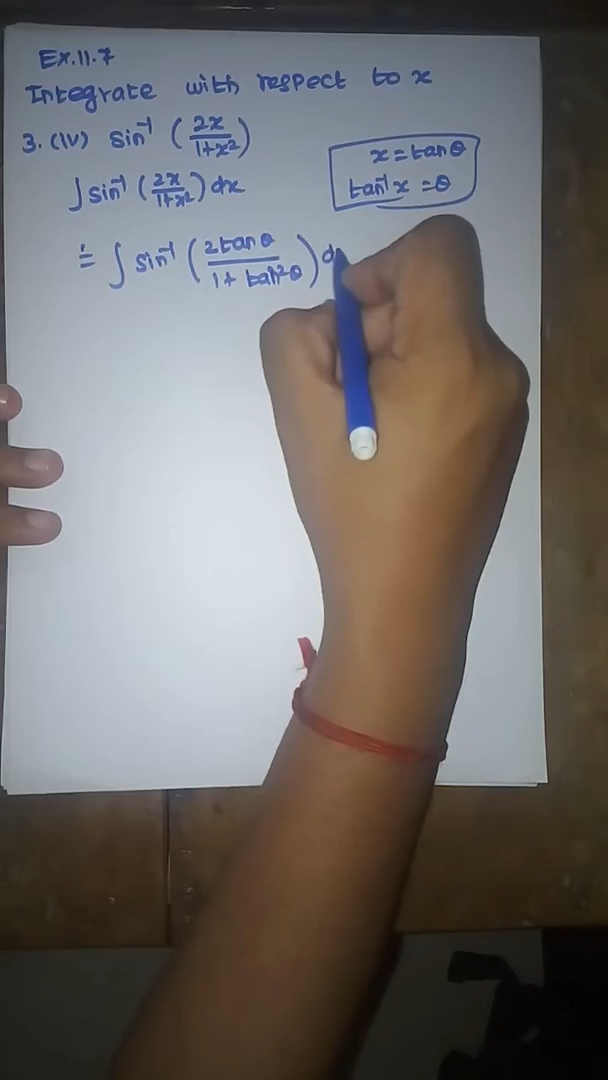 Ex.11.7
Integrate with respect to x
3. (iv) sin⁻¹ (2x/1+x²)
∫ sin⁻¹ (2x/1+x²) dx
x = tan θ
tan⁻¹ x = θ
= ∫ sin⁻¹ (2 tan θ/1 + tan² θ) d